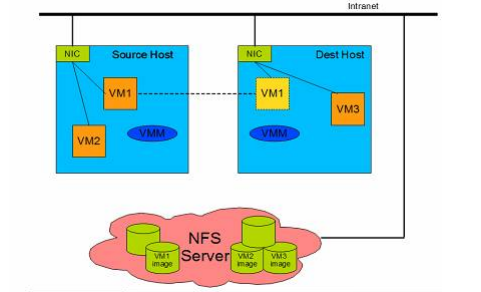 Intranet
NIC
Source Host
VM1
VM2
VMM
NIC
Dest Host
VM1
VM3
VMM
NFS
Server
VM1
image
VM2
image
VM3
image